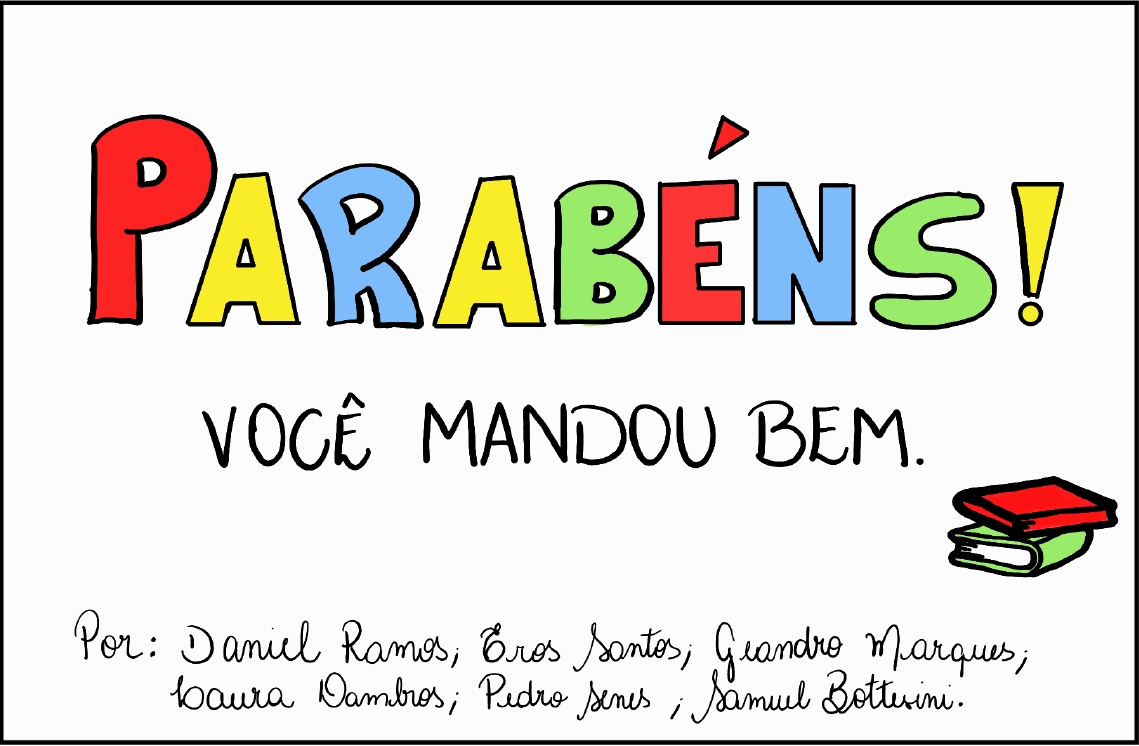 PARABÉNS!
VOCÊ MANDOU BEM.
Por: Daniel Ramos; Eros Santos; Geandro Marques;
Laura Dambros; Pedro Senes ; Samuel Bottesini.